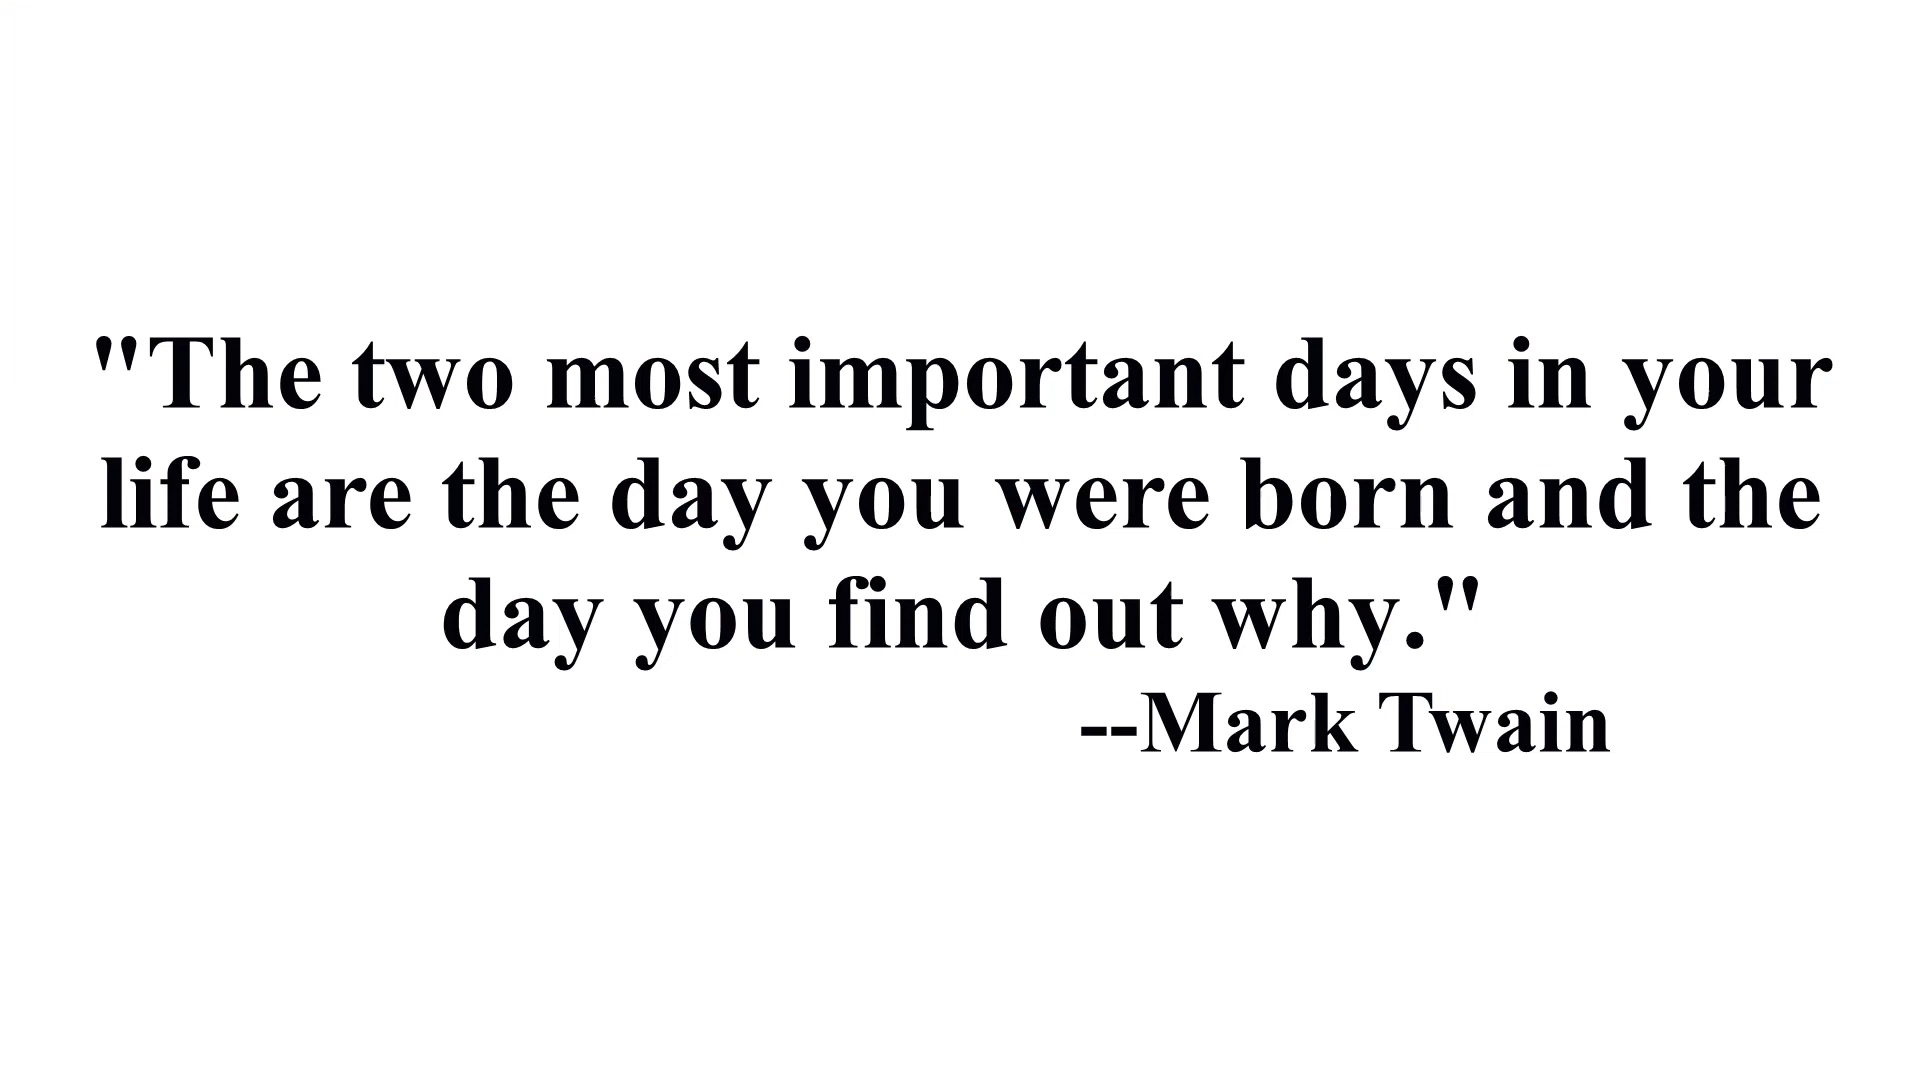 "The two most important days in your
life are the day you were born and the
day you find out why."
--Mark Twain